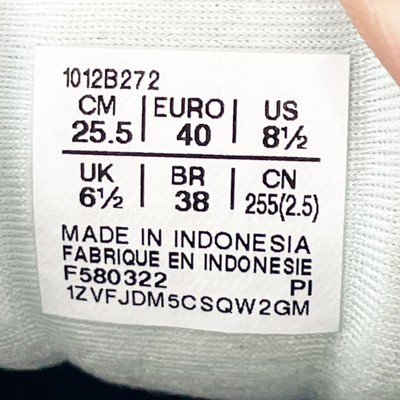 1012B272
CM | EURO | US
25.5 | 40 | 8½
UK | BR | CN
6½ | 38 | 255(2.5)
MADE IN INDONESIA
FABRIQUE EN INDONESIE
F580322 PI
1ZVFJDM5CSQW2GM